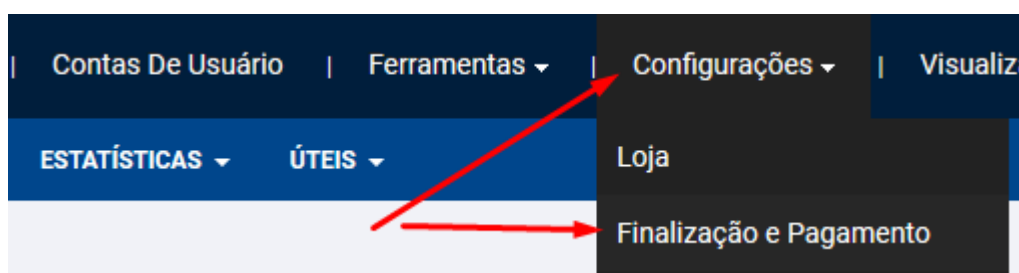 | Contas De Usuário | Ferramentas | Configurações | Visualiz
ESTATÍSTICAS ÚTEIS Loja
Finalização e Pagamento